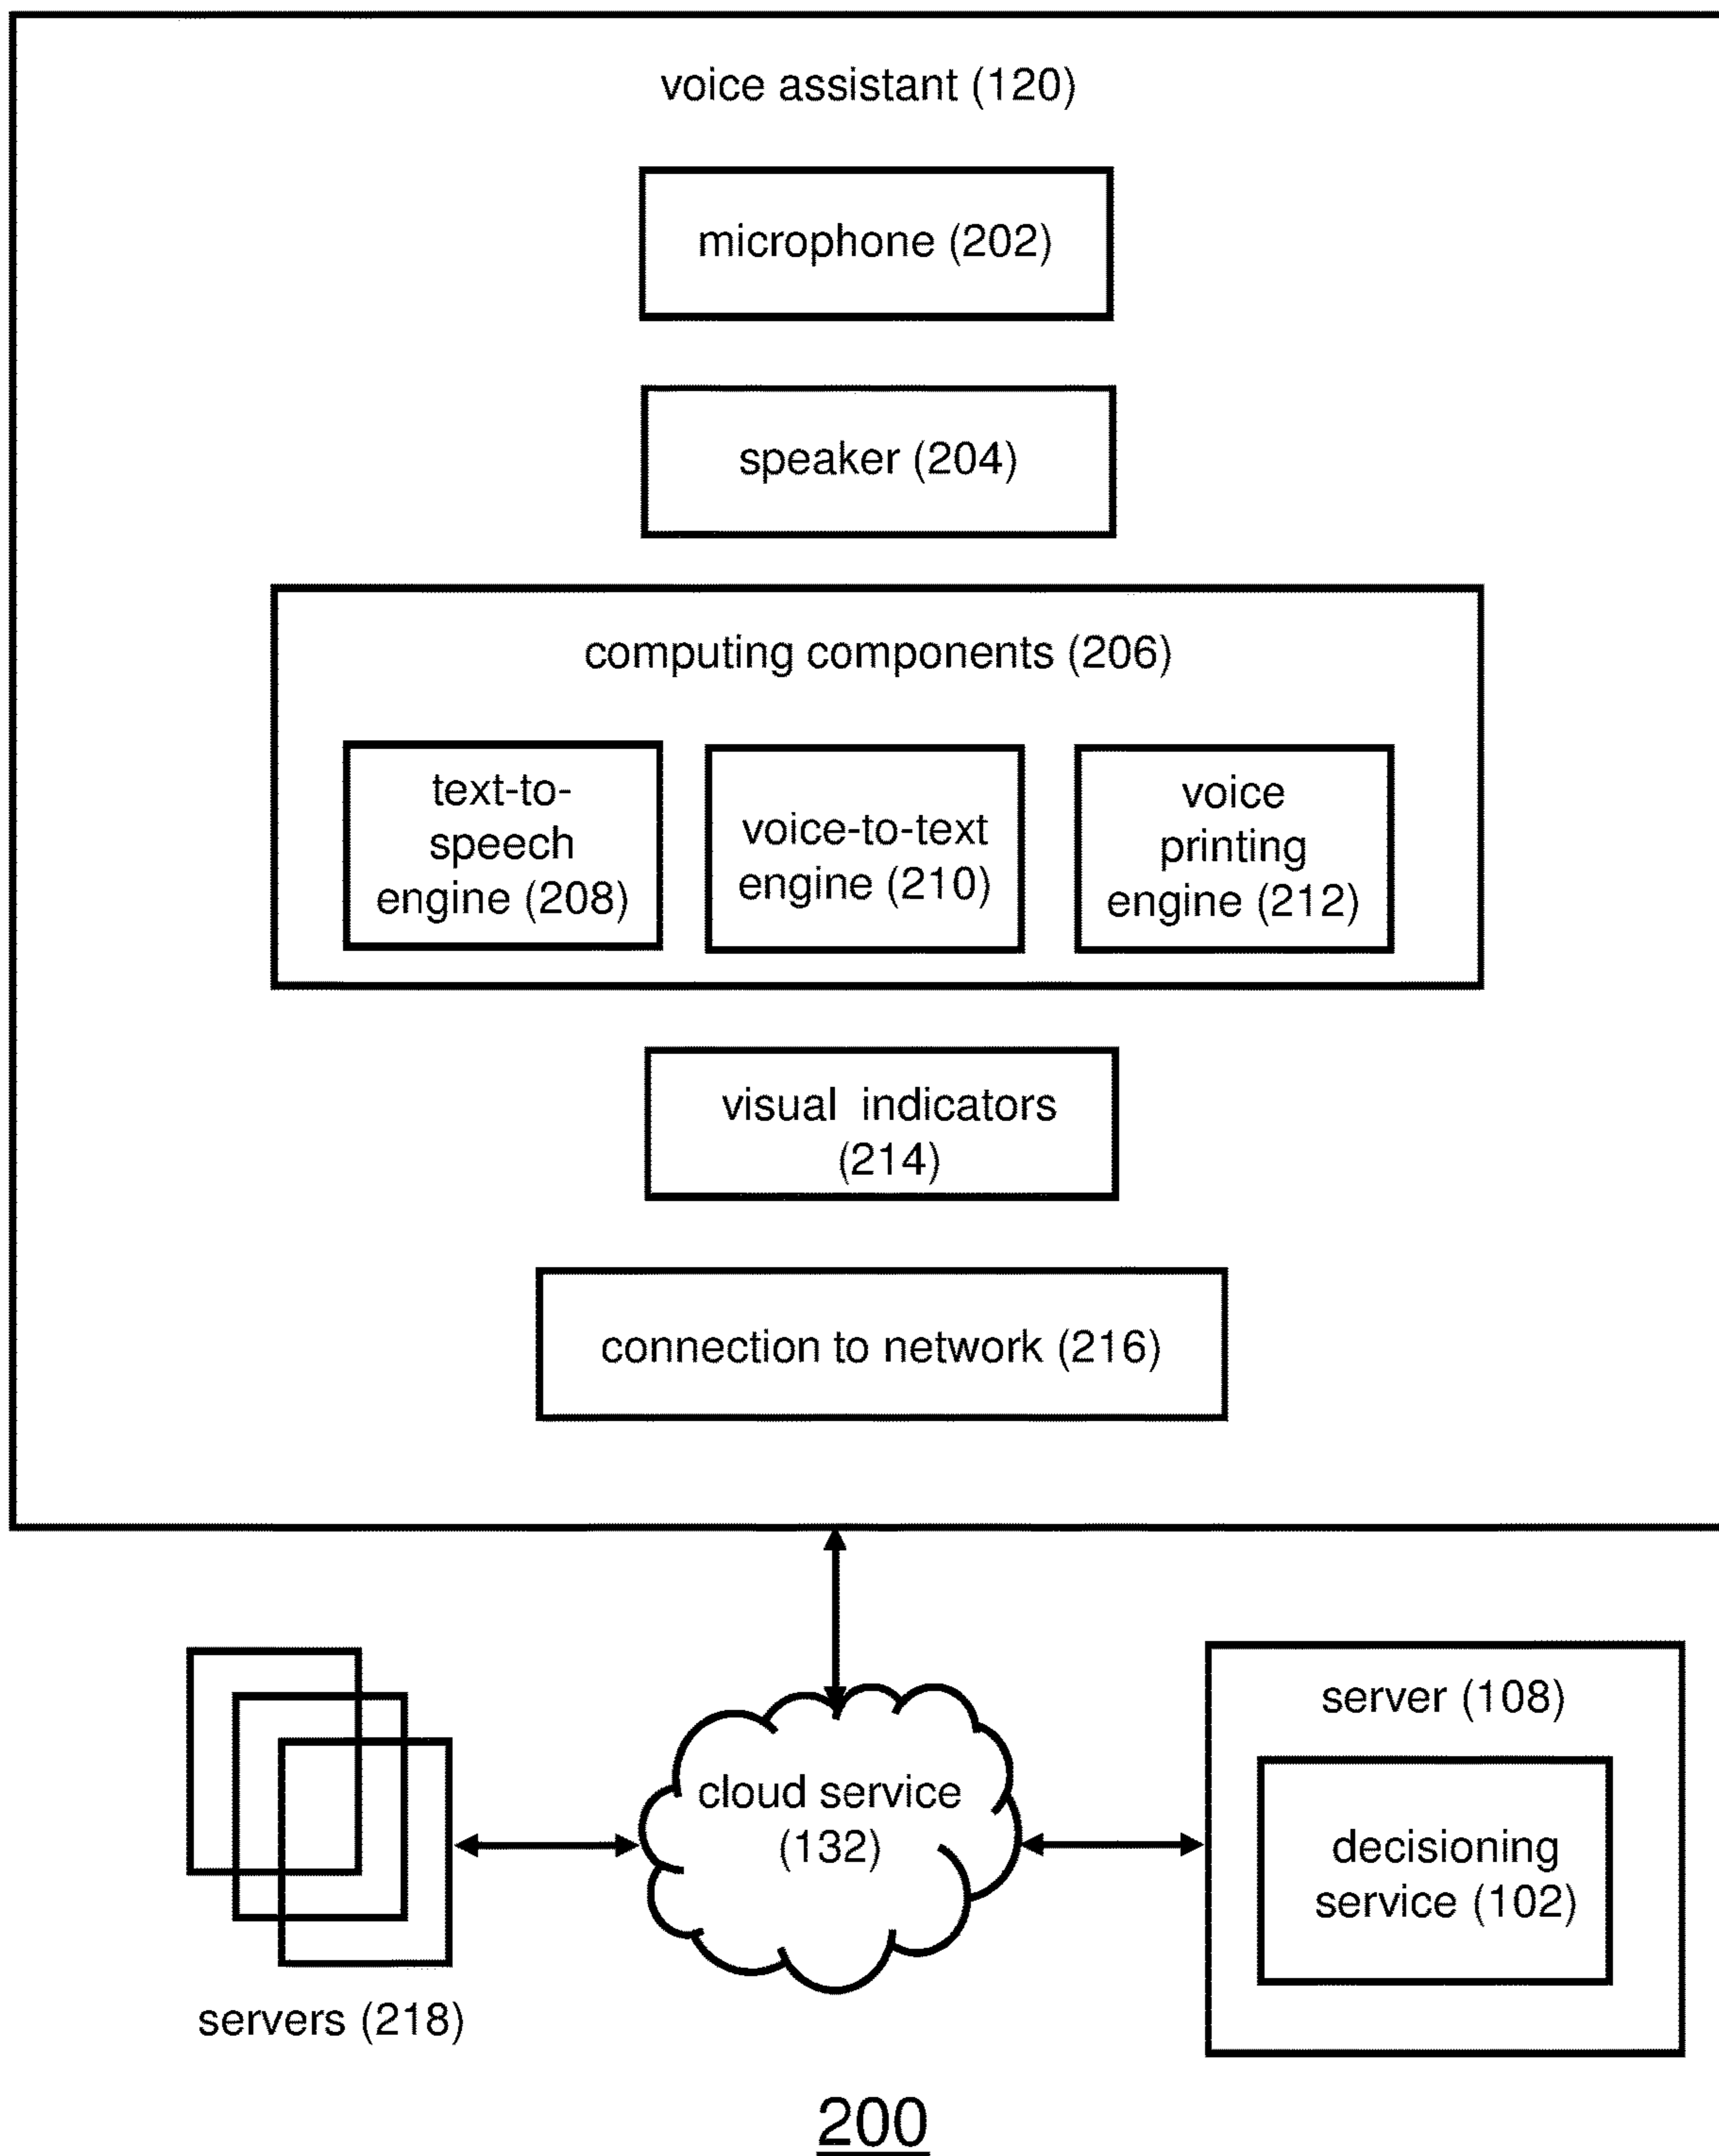 voice assistant (120)
microphone (202)
speaker (204)
computing components (206)
text-to-
speech
engine (208)
voice-to-text
engine (210)
voice
printing
engine (212)
visual indicators
(214)
connection to network (216)
cloud service
(132)
server (108)
decisioning
service (102)
servers (218)
200